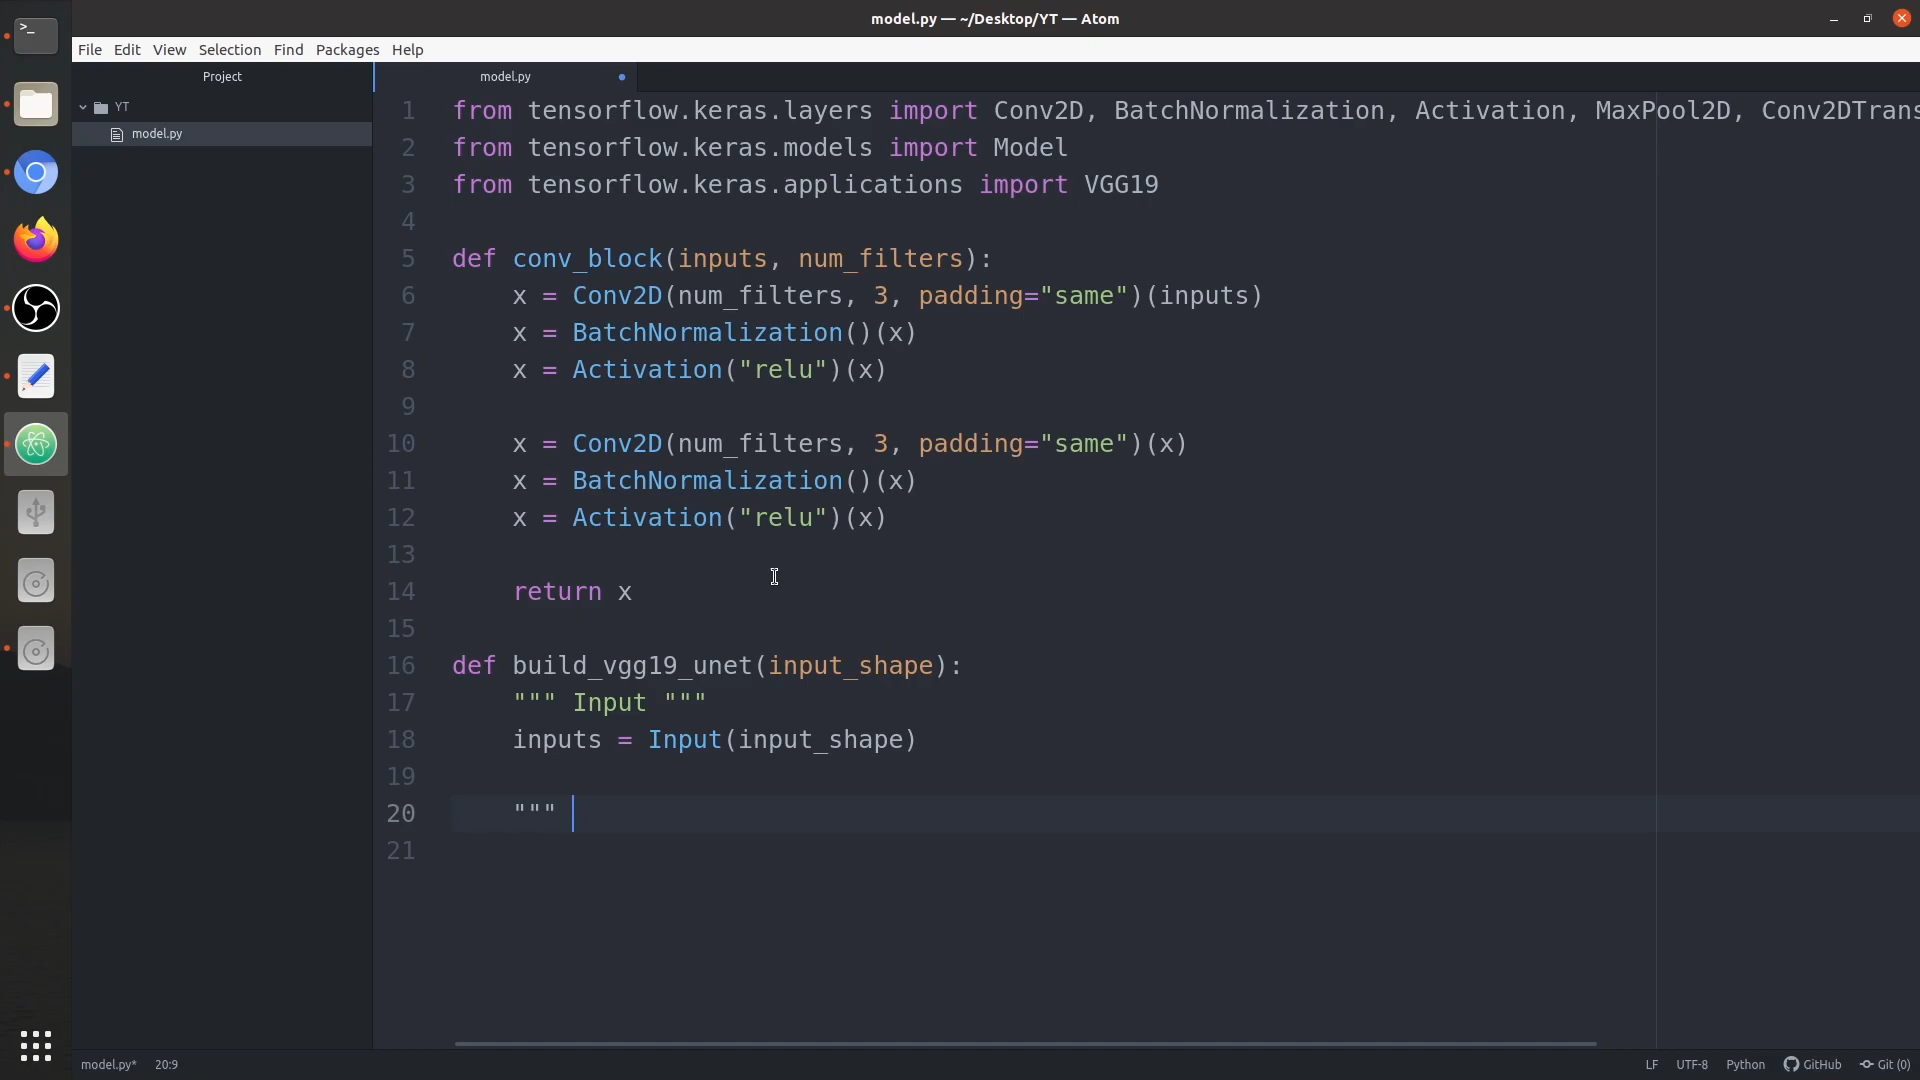 model.py — ~/Desktop/YT — Atom
File Edit View Selection Find Packages Help
Project
YT
model.py
model.py
1 from tensorflow.keras.layers import Conv2D, BatchNormalization, Activation, MaxPool2D, Conv2DTrans
2 from tensorflow.keras.models import Model
3 from tensorflow.keras.applications import VGG19
4
5 def conv_block(inputs, num_filters):
6     x = Conv2D(num_filters, 3, padding="same")(inputs)
7     x = BatchNormalization()(x)
8     x = Activation("relu")(x)
9
10     x = Conv2D(num_filters, 3, padding="same")(x)
11     x = BatchNormalization()(x)
12     x = Activation("relu")(x)
13
14     return x
15
16 def build_vgg19_unet(input_shape):
17     """ Input """
18     inputs = Input(input_shape)
19
20     """
21
model.py* 20:9 LF UTF-8 Python GitHub Git (0)